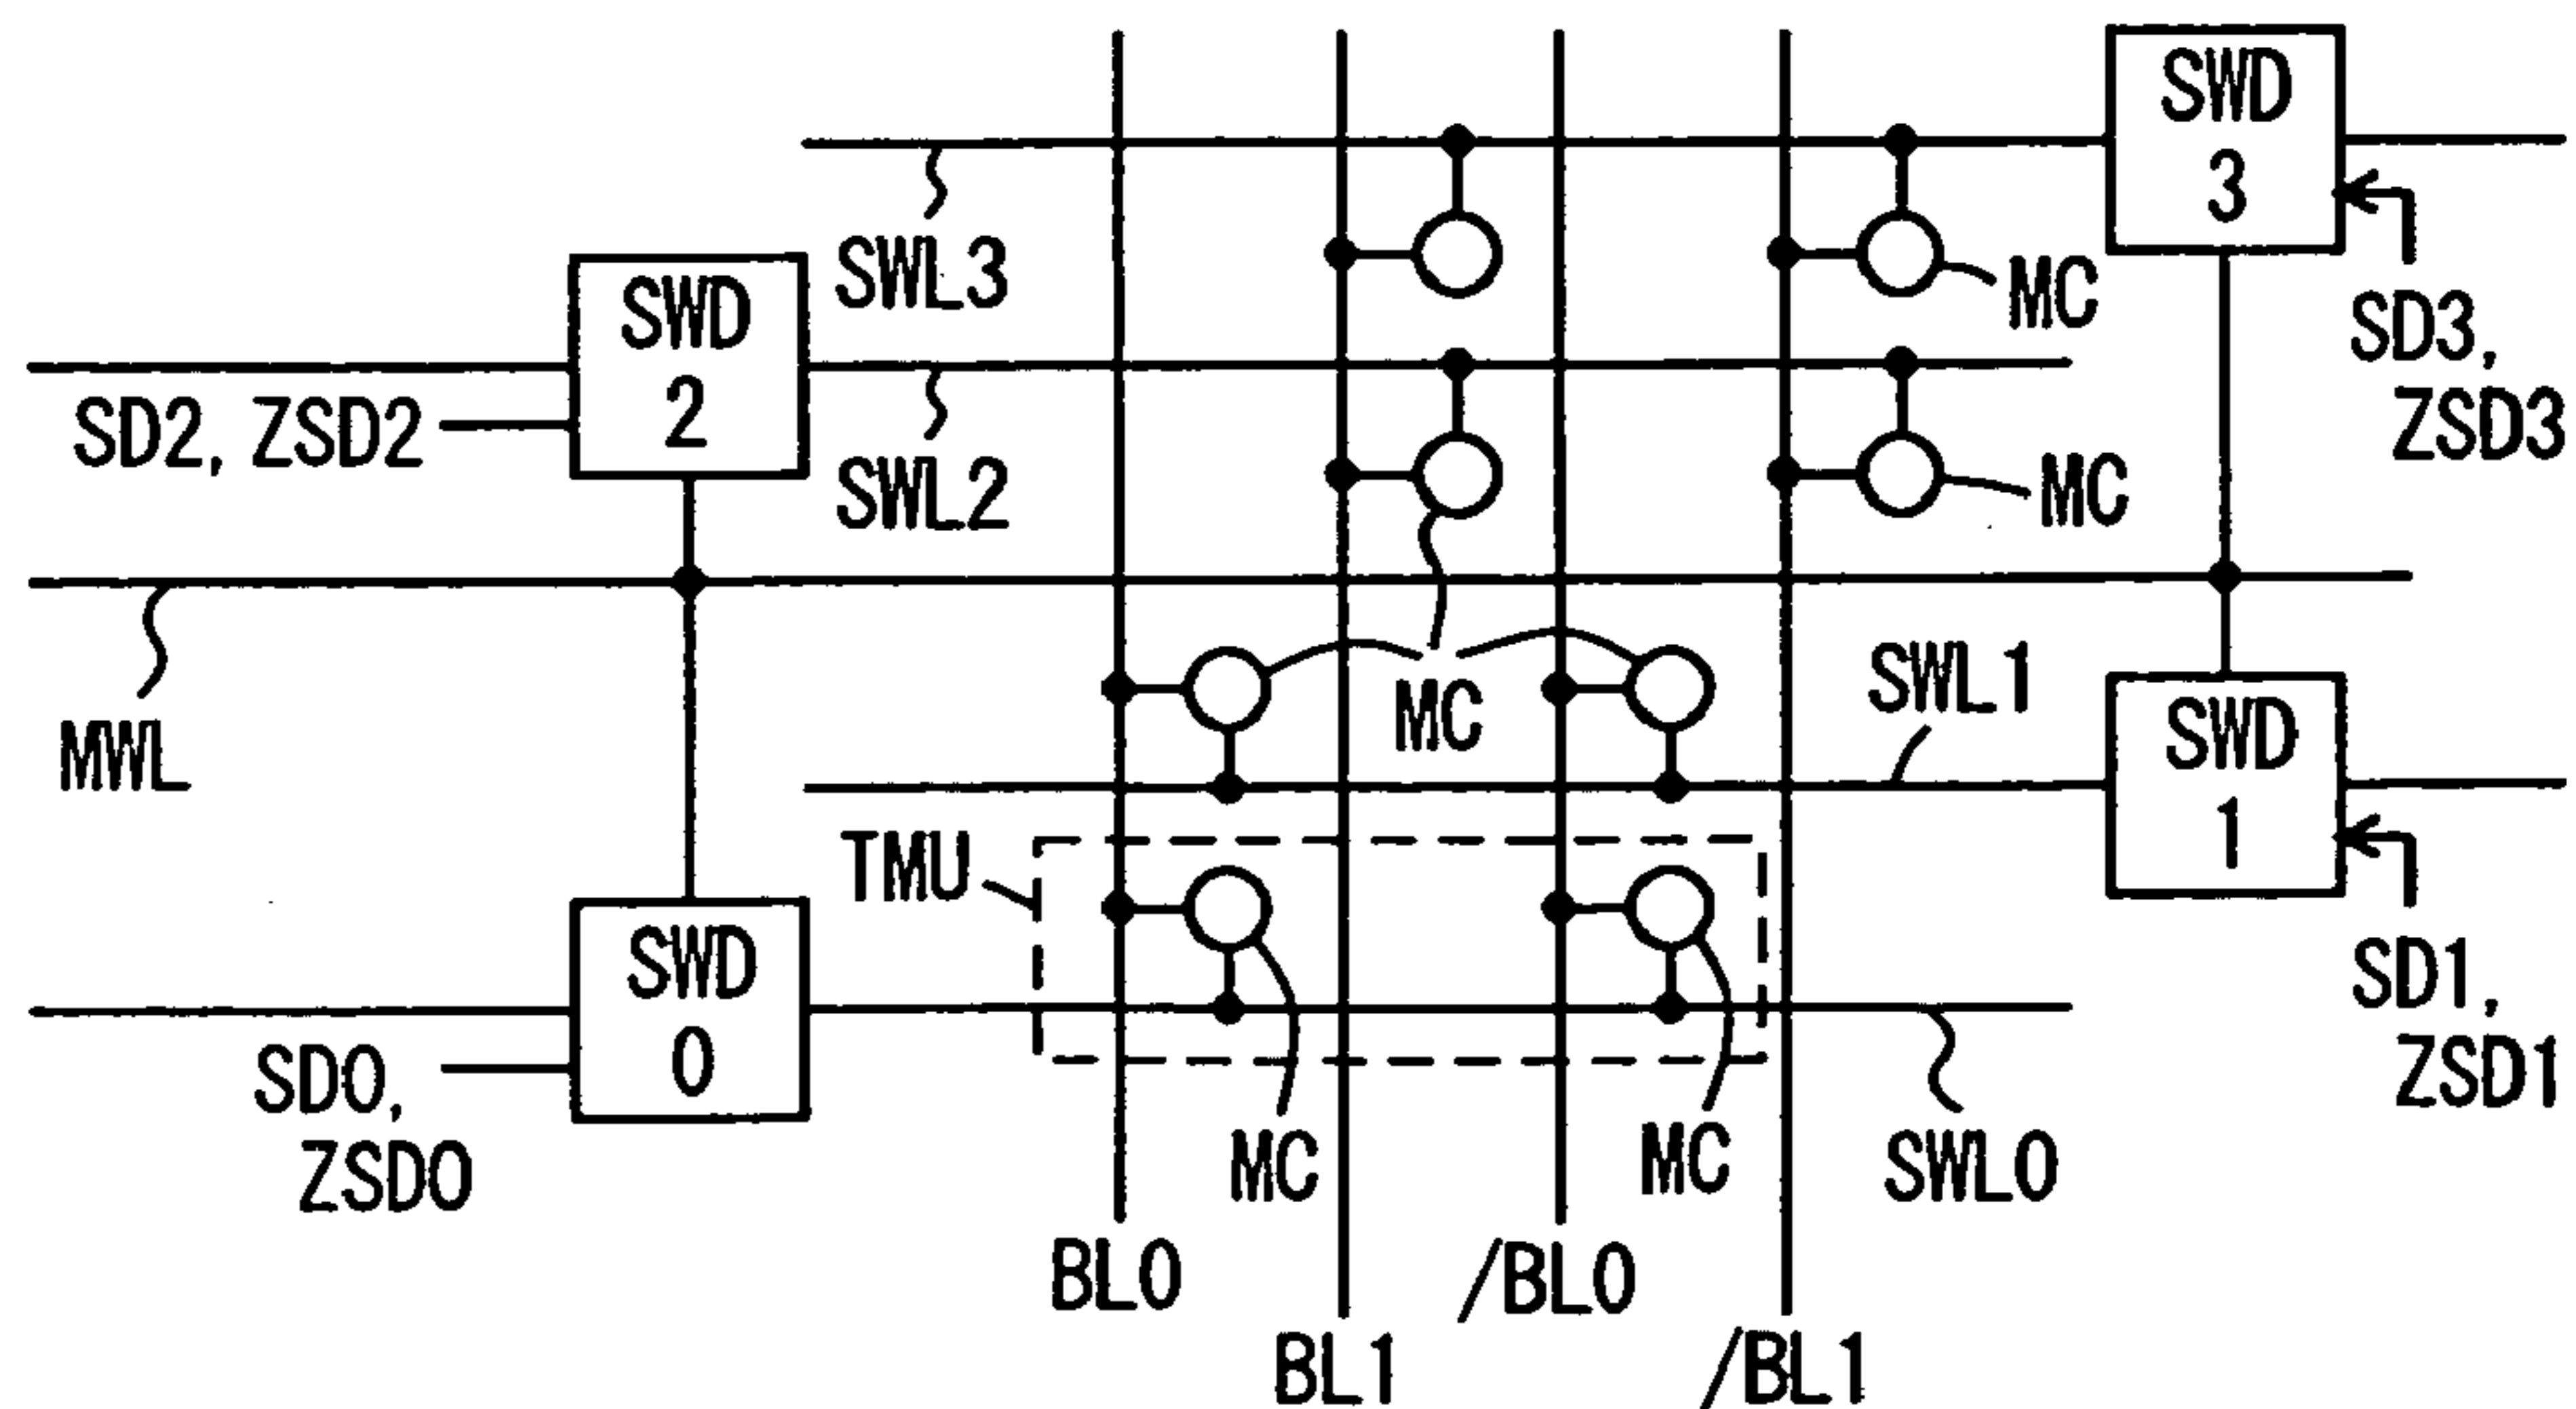 SWD
3
SWL3
SWD
2
MC
SD3,
ZSD3
SD2, ZSD2
SWL2
MC
SWL1
MWL
MC
SWD
1
TMU
SWD
0
SD0,
ZSD0
MC
MC
SWL0
SD1,
ZSD1
BL0
/BL0
BL1
/BL1